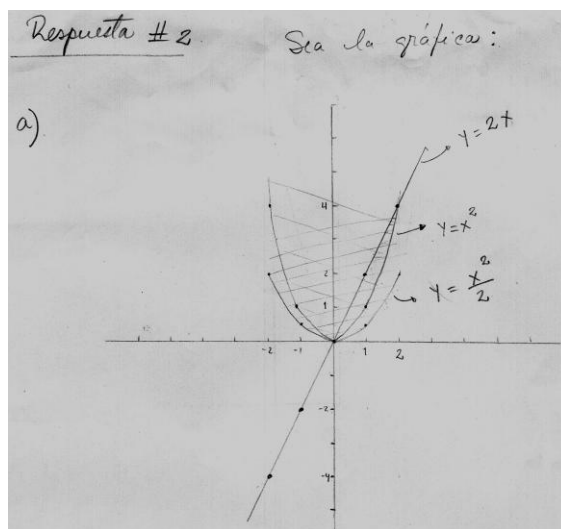 Respuesta #2. Sea la gráfica:
a)
y=2x
4
y=x²
2
y=x²/2
1
-2 -1 1 2
-2
-4